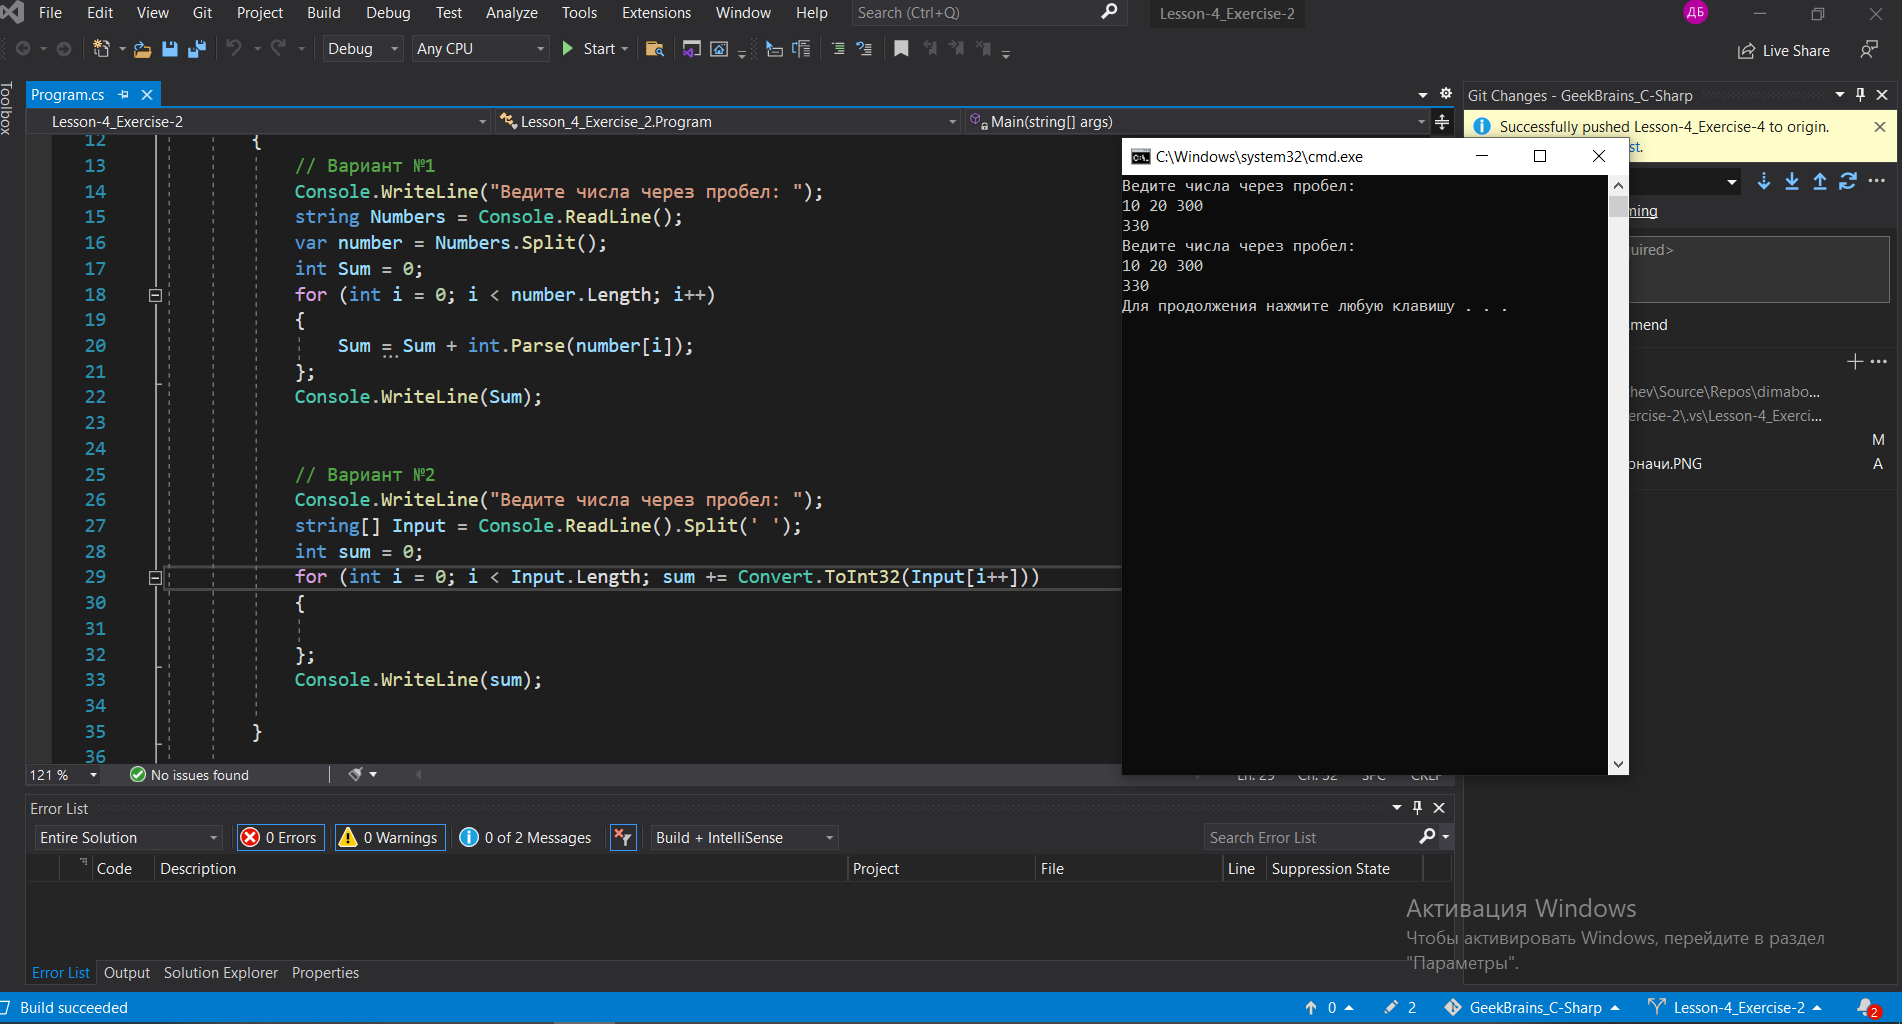 File Edit View Git Project Build Debug Test Analyze Tools Extensions Window Help Search (Ctrl+Q) Lesson-4_Exercise-2 ДБ
Debug Any CPU Start Live Share
Toolbox
Program.cs
Lesson-4_Exercise-2 Lesson_4_Exercise_2.Program Main(string[] args)
12 {
13 // Вариант №1
14 Console.WriteLine("Ведите числа через пробел: ");
15 string Numbers = Console.ReadLine();
16 var number = Numbers.Split();
17 int Sum = 0;
18 for (int i = 0; i < number.Length; i++)
19 {
20 Sum = Sum + int.Parse(number[i]);
21 };
22 Console.WriteLine(Sum);
23
24
25 // Вариант №2
26 Console.WriteLine("Ведите числа через пробел: ");
27 string[] Input = Console.ReadLine().Split(' ');
28 int sum = 0;
29 for (int i = 0; i < Input.Length; sum += Convert.ToInt32(Input[i++]))
30 {
31
32 };
33 Console.WriteLine(sum);
34
35 }
36
121 % No issues found Ln: 29 Ch: 52 SPC CRLF
C:\Windows\system32\cmd.exe
Ведите числа через пробел:
10 20 300
330
Ведите числа через пробел:
10 20 300
330
Для продолжения нажмите любую клавишу . . .
Git Changes - GeekBrains_C-Sharp
Successfully pushed Lesson-4_Exercise-4 to origin.
st.
ming
uired>
mend
hev\Source\Repos\dimabo...
ercise-2\.vs\Lesson-4_Exerci...
M
оначи.PNG A
Error List
Entire Solution 0 Errors 0 Warnings 0 of 2 Messages Build + IntelliSense Search Error List
Code Description Project File Line Suppression State
Активация Windows
Чтобы активировать Windows, перейдите в раздел
"Параметры".
Error List Output Solution Explorer Properties
Build succeeded 0 2 GeekBrains_C-Sharp Lesson-4_Exercise-2 2